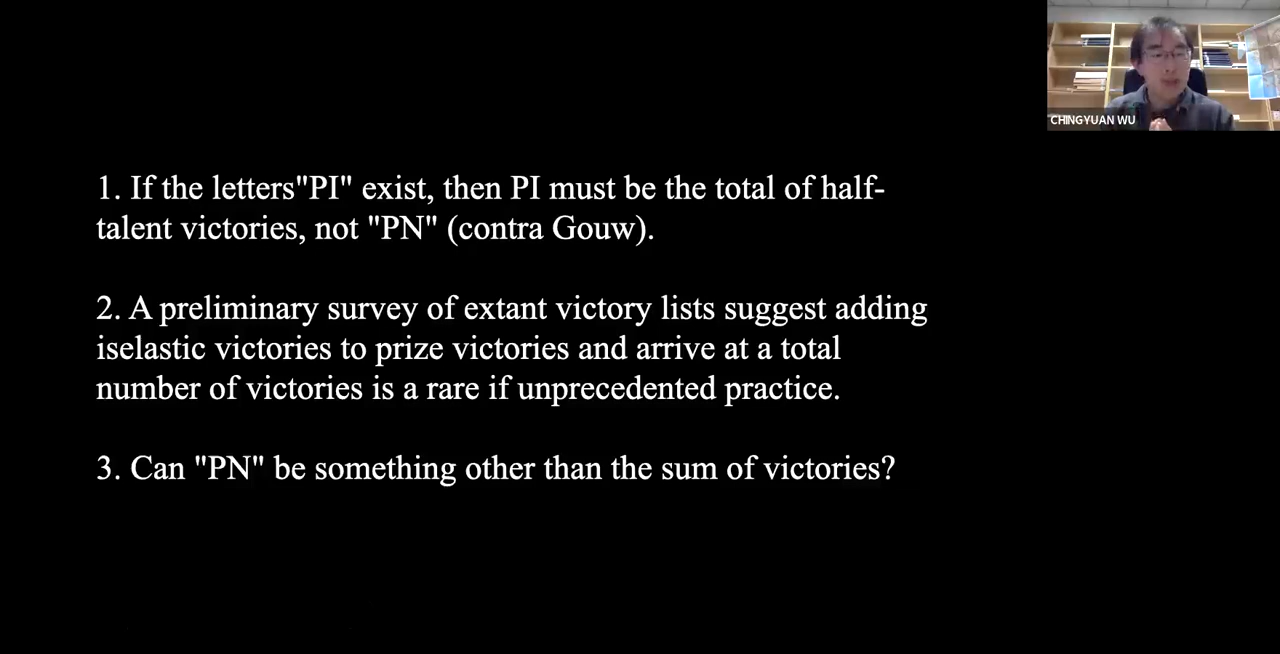 CHINGYUAN WU
1. If the letters"PI" exist, then PI must be the total of half-
talent victories, not "PN" (contra Gouw).
2. A preliminary survey of extant victory lists suggest adding
iselastic victories to prize victories and arrive at a total
number of victories is a rare if unprecedented practice.
3. Can "PN" be something other than the sum of victories?